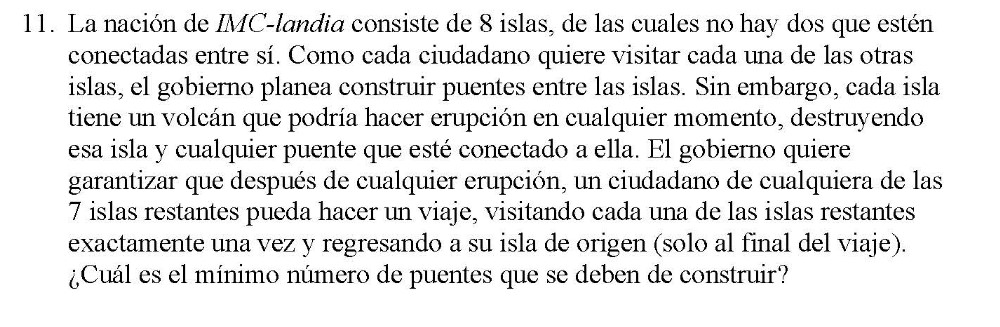 11. La nación de IMC-landia consiste de 8 islas, de las cuales no hay dos que estén
conectadas entre sí. Como cada ciudadano quiere visitar cada una de las otras
islas, el gobierno planea construir puentes entre las islas. Sin embargo, cada isla
tiene un volcán que podría hacer erupción en cualquier momento, destruyendo
esa isla y cualquier puente que esté conectado a ella. El gobierno quiere
garantizar que después de cualquier erupción, un ciudadano de cualquiera de las
7 islas restantes pueda hacer un viaje, visitando cada una de las islas restantes
exactamente una vez y regresando a su isla de origen (solo al final del viaje).
¿Cuál es el mínimo número de puentes que se deben de construir?